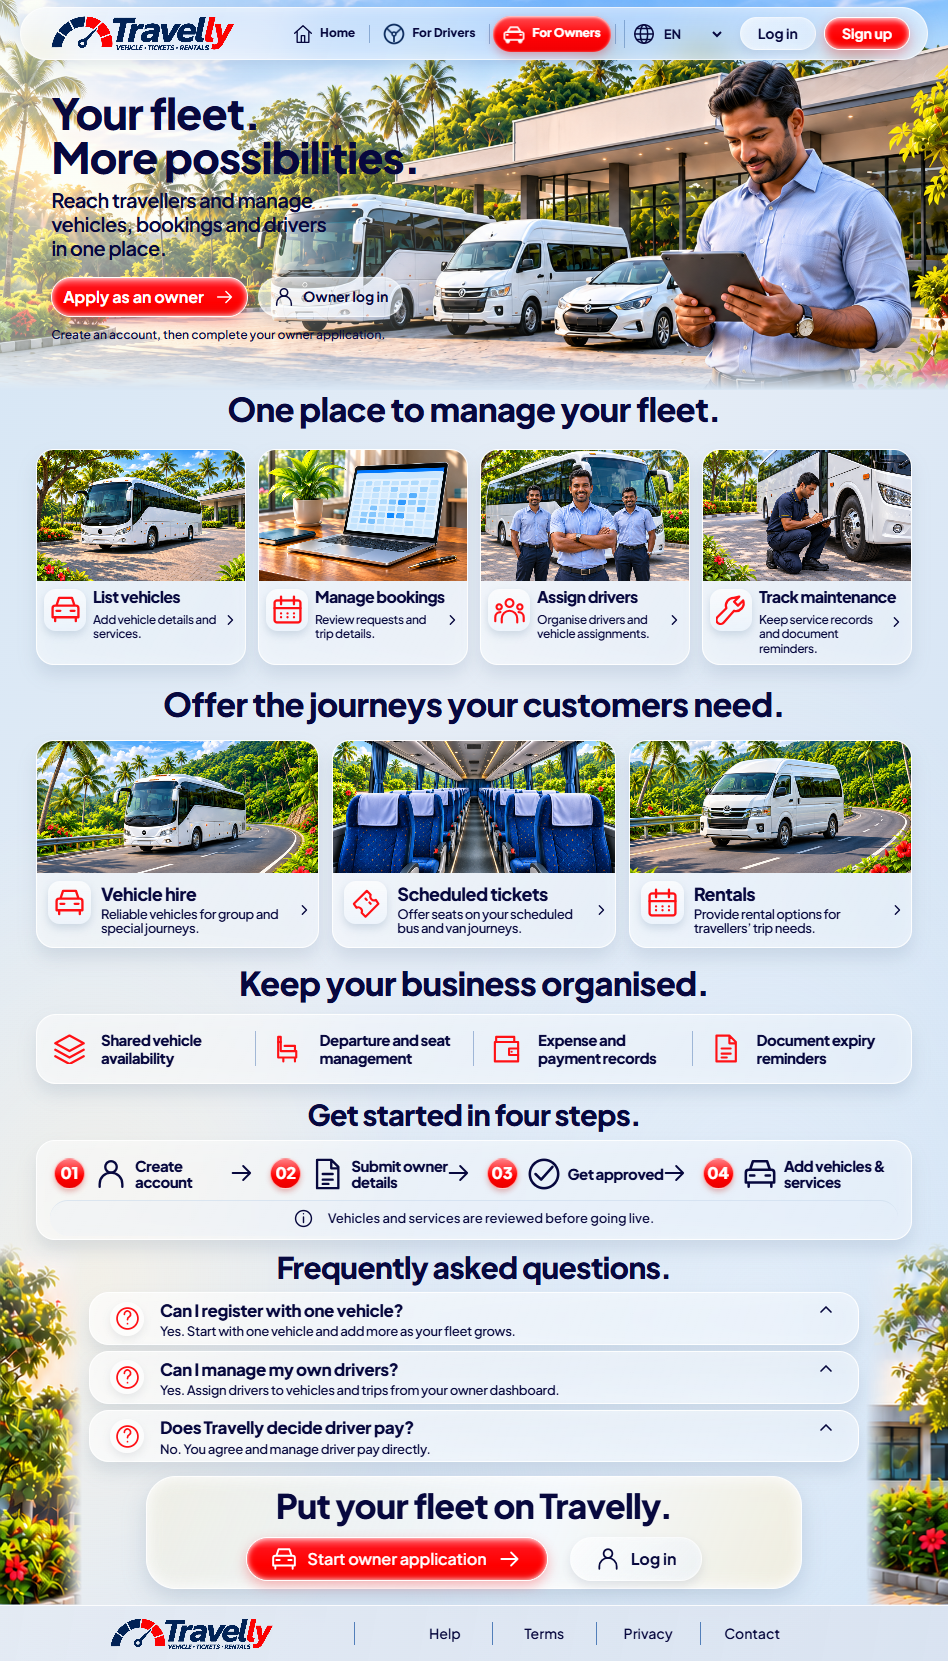 Travelly
VEHICLE • TICKETS • RENTALS
Home
For Drivers
For Owners
EN
Log in
Sign up
Your fleet.
More possibilities.
Reach travellers and manage
vehicles, bookings and drivers
in one place.
Apply as an owner
Owner log in
Create an account, then complete your owner application.
One place to manage your fleet.
List vehicles
Add vehicle details and
services.
Manage bookings
Review requests and
trip details.
Assign drivers
Organise drivers and
vehicle assignments.
Track maintenance
Keep service records
and document
reminders.
Offer the journeys your customers need.
Vehicle hire
Reliable vehicles for group and
special journeys.
Scheduled tickets
Offer seats on your scheduled
bus and van journeys.
Rentals
Provide rental options for
travellers’ trip needs.
Keep your business organised.
Shared vehicle
availability
Departure and seat
management
Expense and
payment records
Document expiry
reminders
Get started in four steps.
01
Create
account
02
Submit owner
details
03
Get approved
04
Add vehicles &
services
Vehicles and services are reviewed before going live.
Frequently asked questions.
Can I register with one vehicle?
Yes. Start with one vehicle and add more as your fleet grows.
Can I manage my own drivers?
Yes. Assign drivers to vehicles and trips from your owner dashboard.
Does Travelly decide driver pay?
No. You agree and manage driver pay directly.
Put your fleet on Travelly.
Start owner application
Log in
Travelly
VEHICLE • TICKETS • RENTALS
Help
Terms
Privacy
Contact